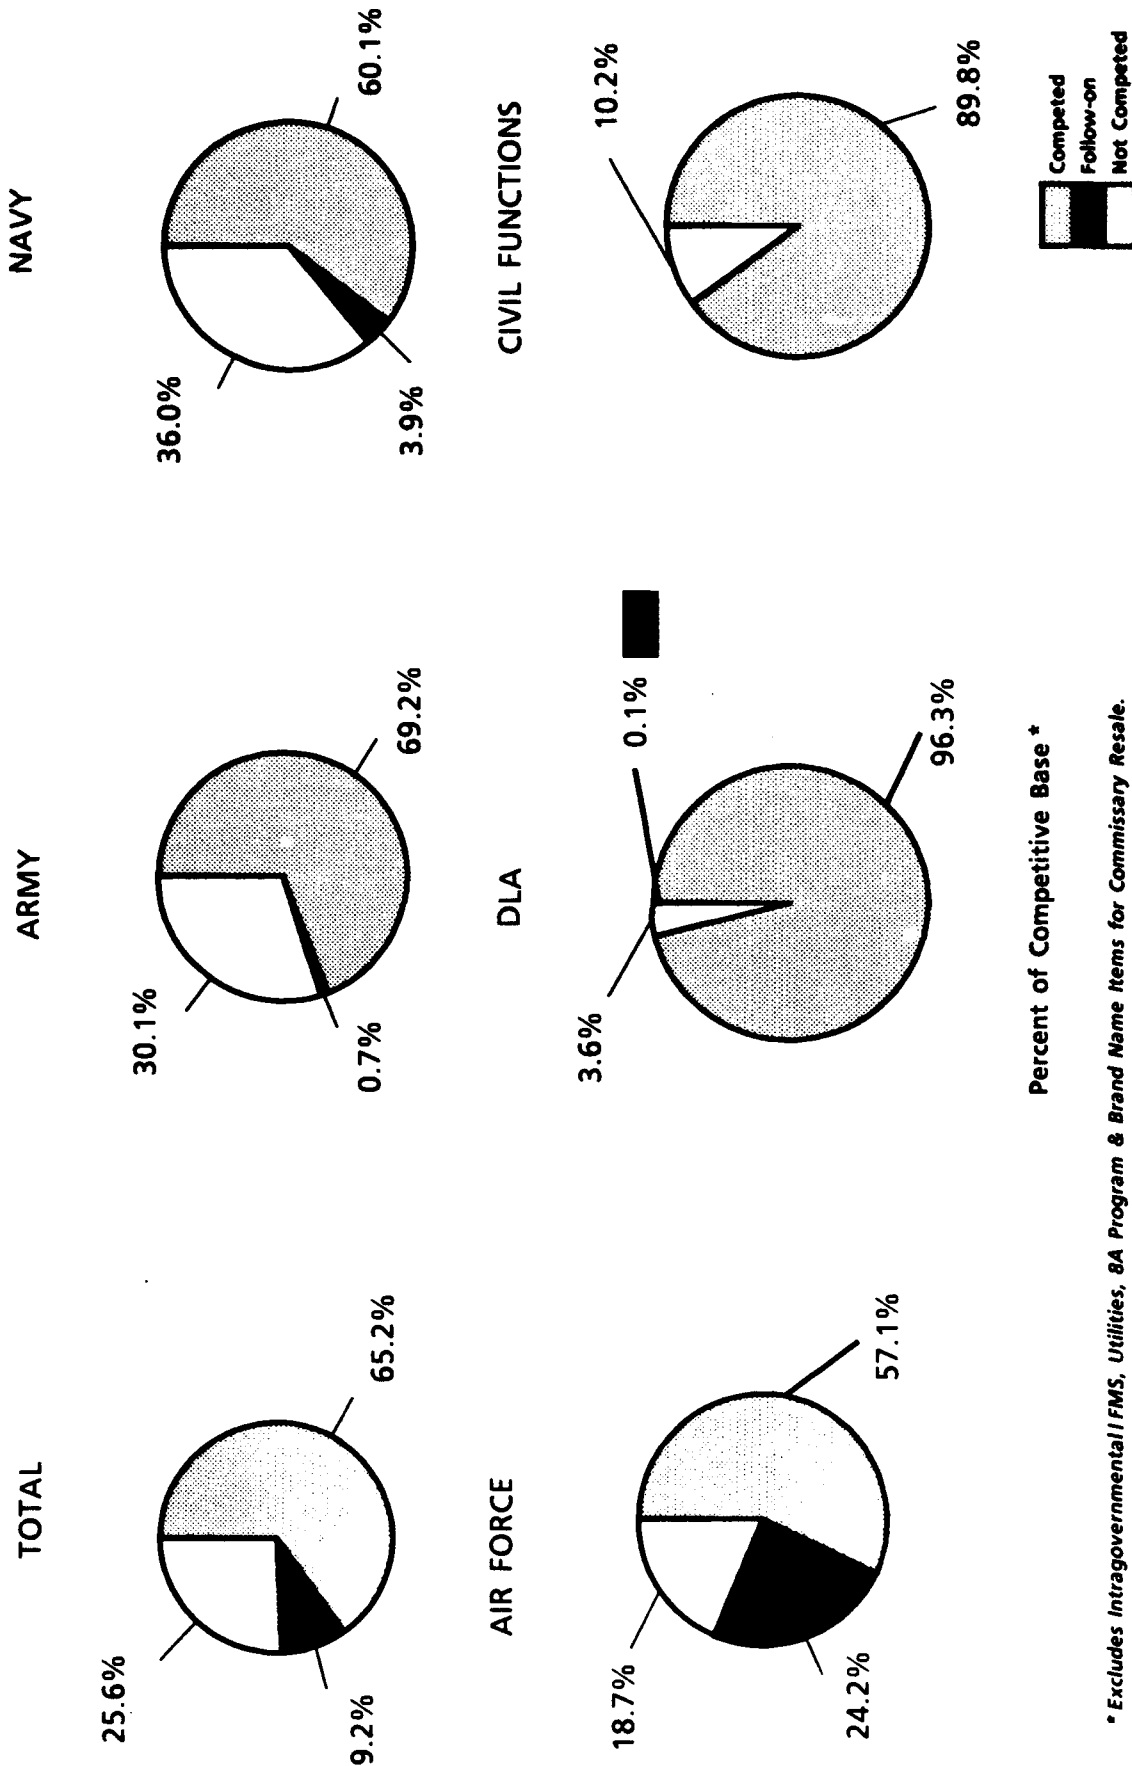 TOTAL
25.6%
65.2%
9.2%
ARMY
30.1%
69.2%
0.7%
NAVY
36.0%
60.1%
3.9%
AIR FORCE
18.7%
57.1%
24.2%
DLA
3.6%
0.1%
96.3%
CIVIL FUNCTIONS
10.2%
89.8%
Percent of Competitive Base *
Competed
Follow-on
Not Competed
* Excludes Intragovernmental / FMS, Utilities, 8A Program & Brand Name Items for Commissary Resale.